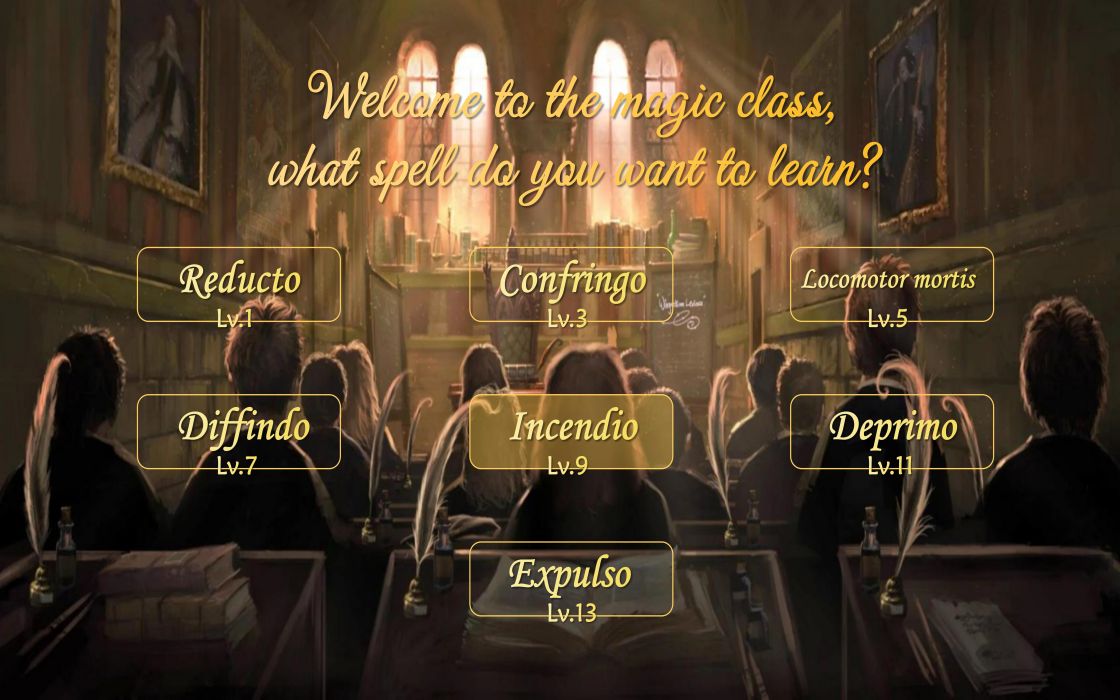 Welcome to the magic class,
what spell do you want to learn?
Reducto
Lv.1
Confringo
Lv.3
Locomotor mortis
Lv.5
Diffindo
Lv.7
Incendio
Lv.9
Deprimo
Lv.11
Expulso
Lv.13